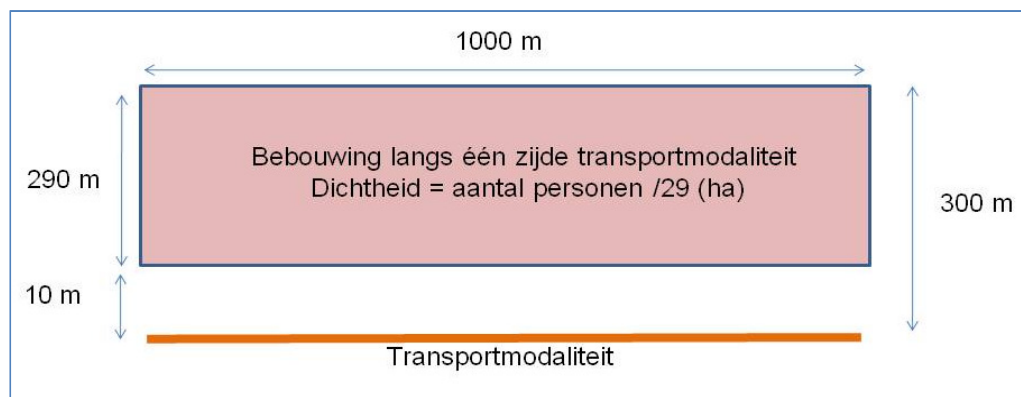 1000 m
Bebouwing langs één zijde transportmodaliteit
Dichtheid = aantal personen /29 (ha)
290 m
300 m
10 m
Transportmodaliteit